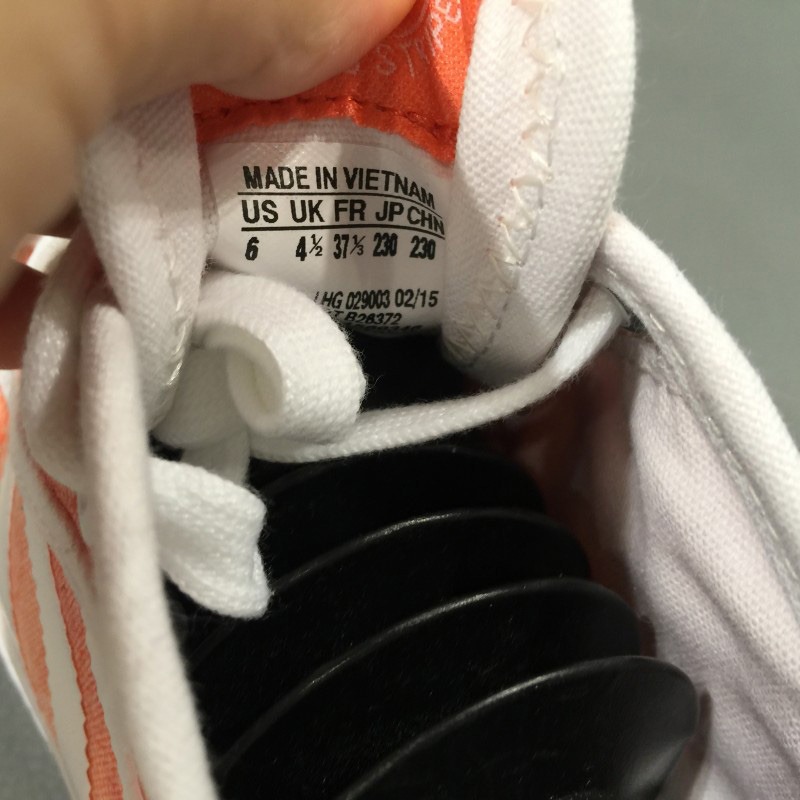 STRIPE
MADE IN VIETNAM
US UK FR JP CHN
6 4½ 37⅓ 230 230
LHG 029003 02/15
B26372